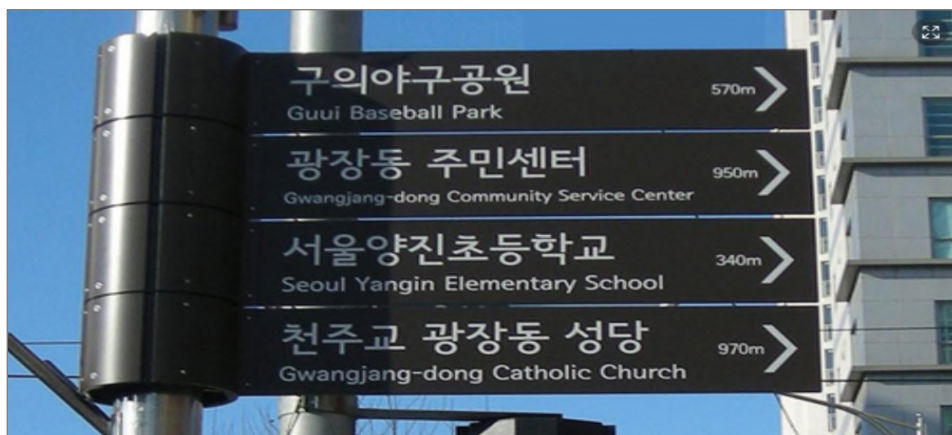 구의야구공원
570m
Guui Baseball Park
광장동 주민센터
950m
Gwangjang-dong Community Service Center
서울양진초등학교
340m
Seoul Yangin Elementary School
천주교 광장동 성당
970m
Gwangjang-dong Catholic Church